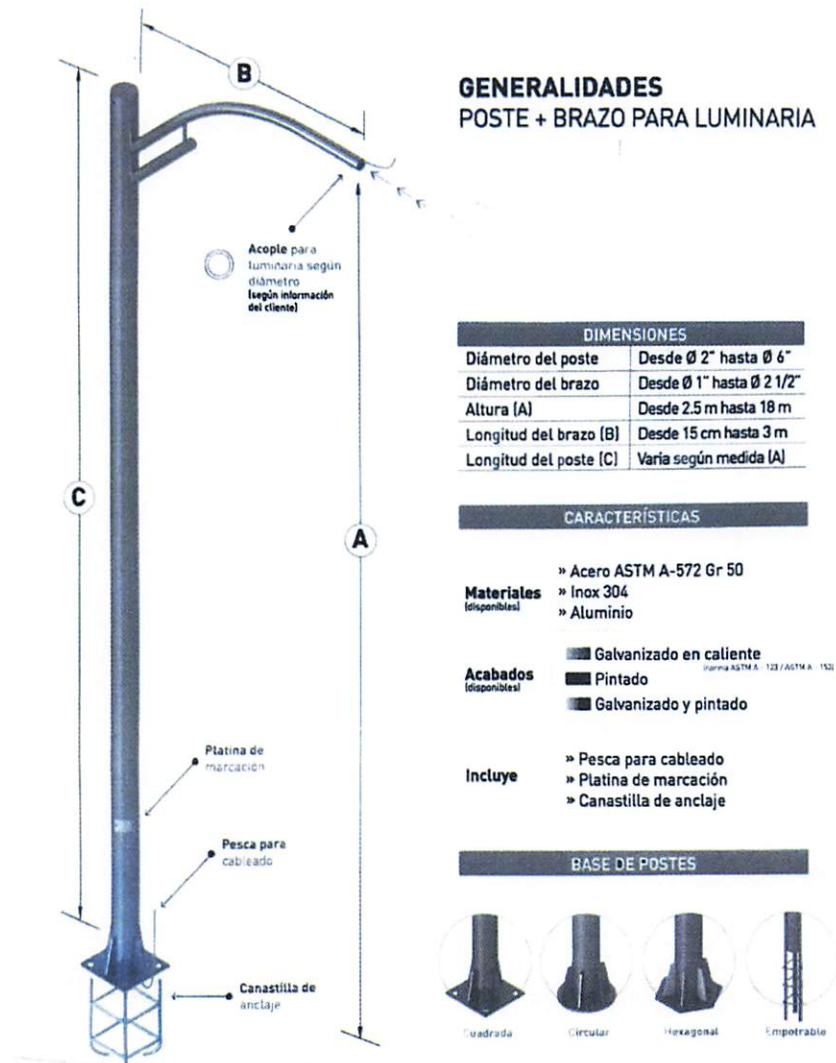 GENERALIDADES
POSTE + BRAZO PARA LUMINARIA
B
Acople para
luminaria según
diámetro
(según información
del cliente)
C
A
Platina de
marcación
Pesca para
cableado
Canastilla de
anclaje
DIMENSIONES
Diámetro del poste Desde Ø 2" hasta Ø 6"
Diámetro del brazo Desde Ø 1" hasta Ø 2 1/2"
Altura (A) Desde 2.5 m hasta 18 m
Longitud del brazo (B) Desde 15 cm hasta 3 m
Longitud del poste (C) Varia según medida (A)
CARACTERÍSTICAS
Materiales
(disponibles)
» Acero ASTM A-572 Gr 50
» Inox 304
» Aluminio
Acabados
(disponibles)
Galvanizado en caliente
(norma ASTM A - 123 / ASTM A - 153)
Pintado
Galvanizado y pintado
Incluye
» Pesca para cableado
» Platina de marcación
» Canastilla de anclaje
BASE DE POSTES
Cuadrada
Circular
Hexagonal
Empotrable